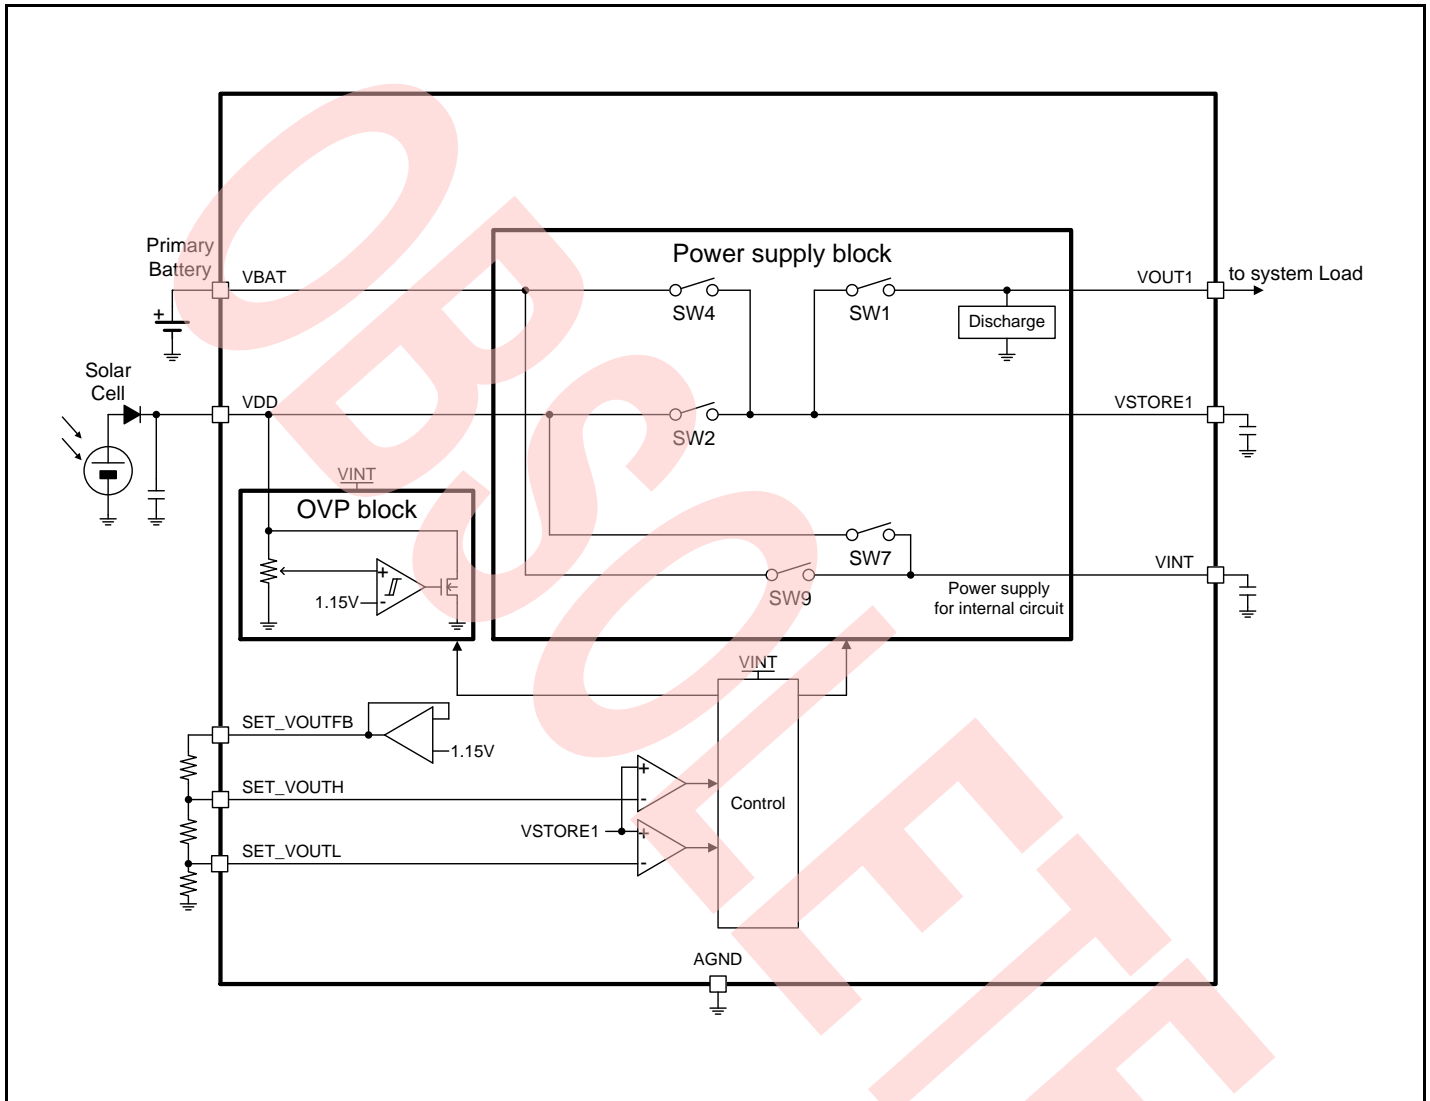 Primary
Battery
VBAT
Power supply block
SW4
SW1
VOUT1
to system Load
Discharge
+
Solar
Cell
VDD
SW2
VSTORE1
VINT
OVP block
+
-
1.15V
SW7
SW9
Power supply
for internal circuit
VINT
VINT
SET_VOUTFB
1.15V
SET_VOUTH
+
-
Control
VSTORE1
+
-
SET_VOUTL
AGND
OBSOLETE